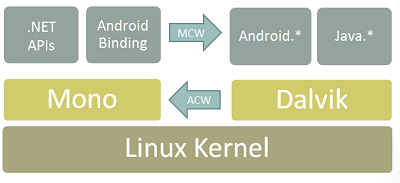 .NET
APIs
Android
Binding
MCW
Android.*
Java.*
Mono
ACW
Dalvik
Linux Kernel